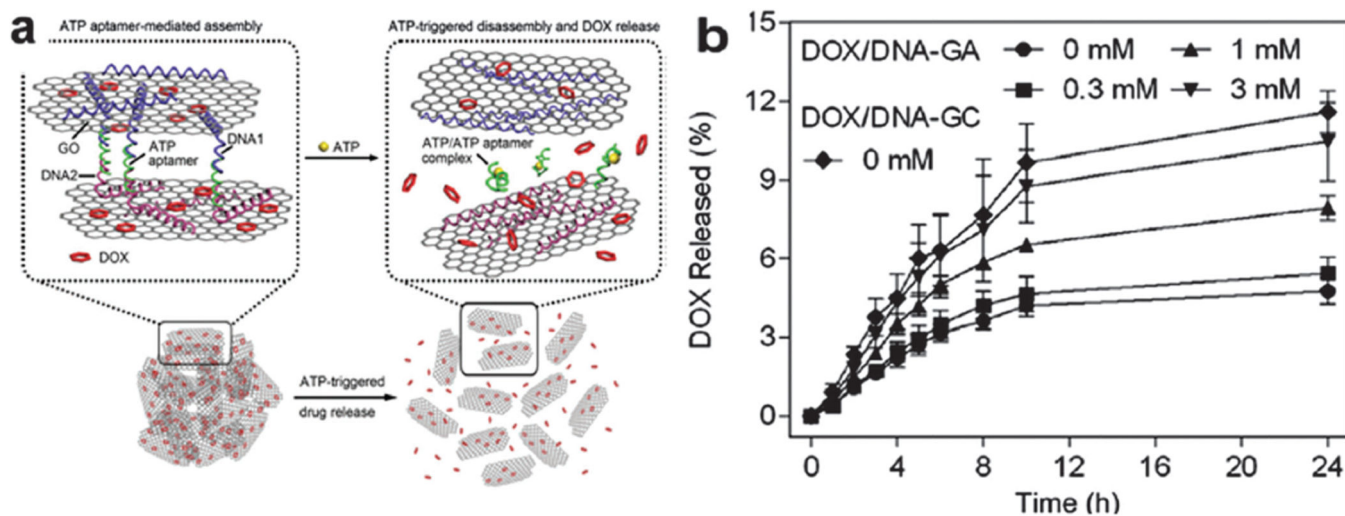 a
ATP aptamer-mediated assembly
GO
DNA1
ATP
aptamer
DNA2
DOX
ATP
ATP-triggered disassembly and DOX release
ATP/ATP aptamer
complex
ATP-triggered
drug release
b
DOX/DNA-GA
0 mM
1 mM
0.3 mM
3 mM
DOX/DNA-GC
0 mM
DOX Released (%)
15
12
9
6
3
0
0 4 8 12 16 20 24
Time (h)